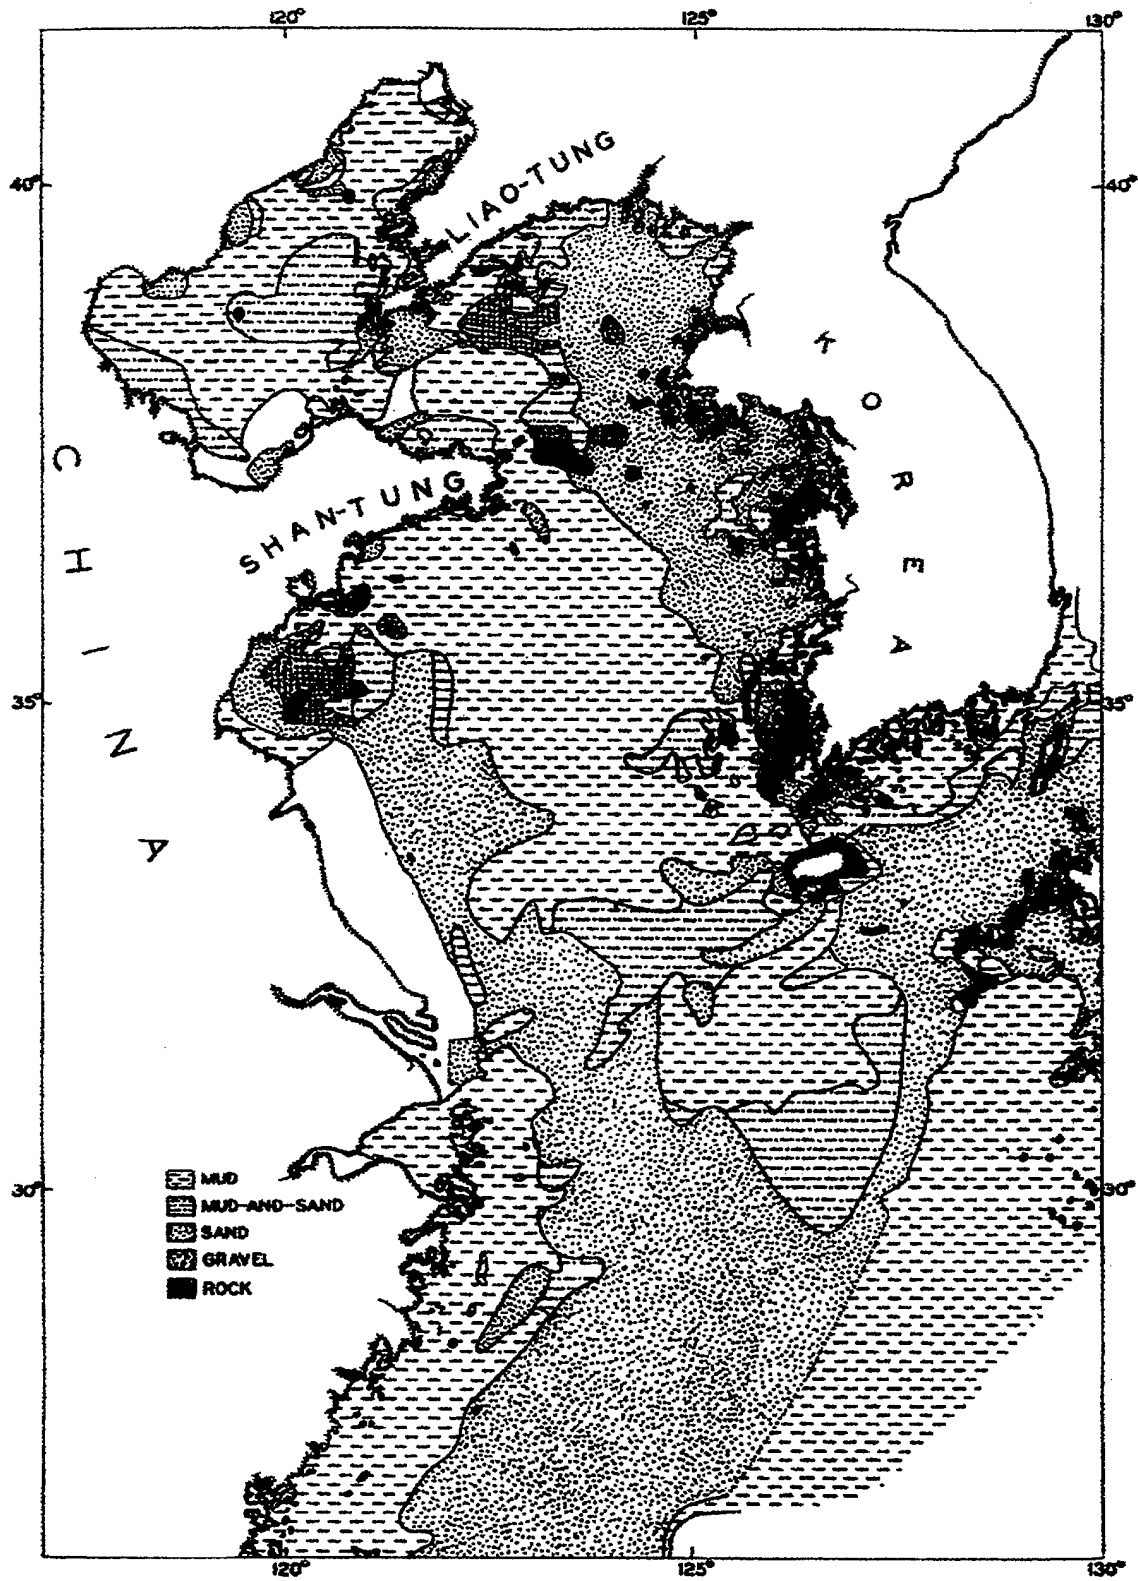 120° 125° 130°
LIAO-TUNG
40° 40°
KOREA
CHINA
SHAN-TUNG
35° 35°
30° 30°
MUD
MUD-AND-SAND
SAND
GRAVEL
ROCK
120° 125° 130°